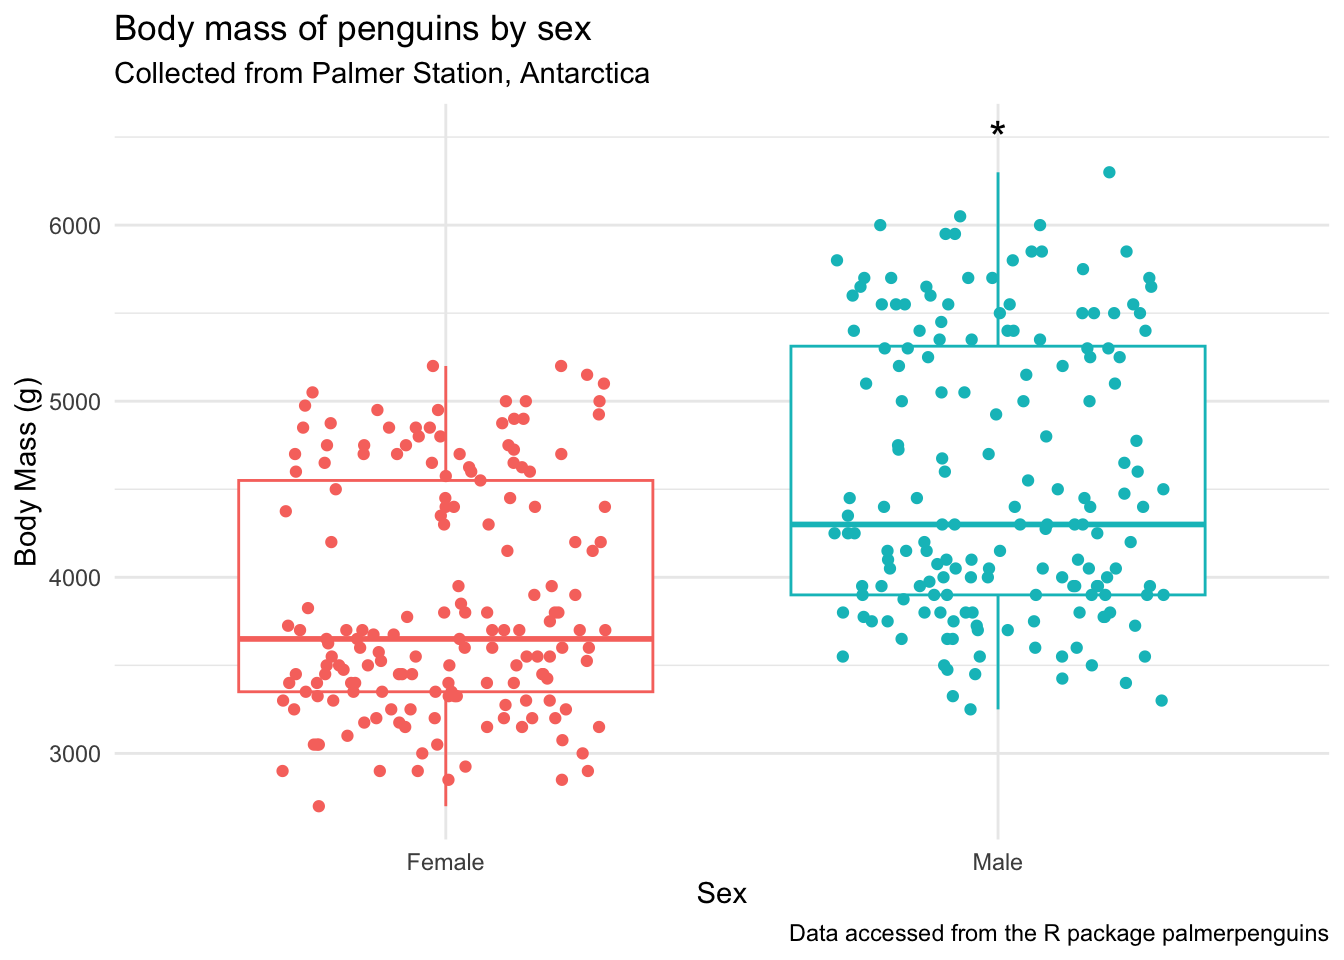 Body mass of penguins by sex
Collected from Palmer Station, Antarctica
*
6000
5000
4000
3000
Body Mass (g)
Female
Male
Sex
Data accessed from the R package palmerpenguins